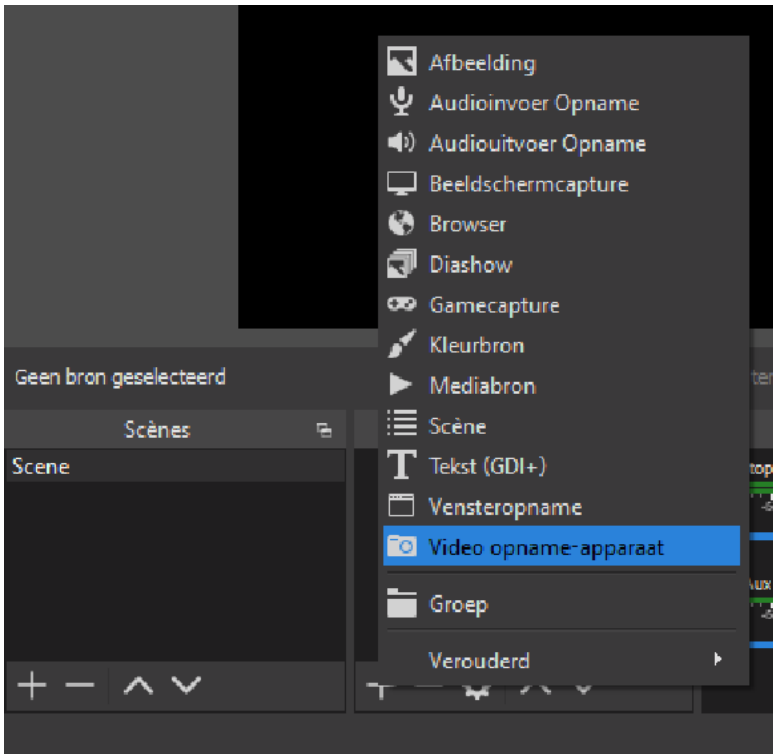 Afbeelding
Audioinvoer Opname
Audiouitvoer Opname
Beeldschermcapture
Browser
Diashow
Gamecapture
Kleurbron
Mediabron
Scène
Tekst (GDI+)
Vensteropname
Video opname-apparaat
Groep
Verouderd
Geen bron geselecteerd
Scènes
Scene